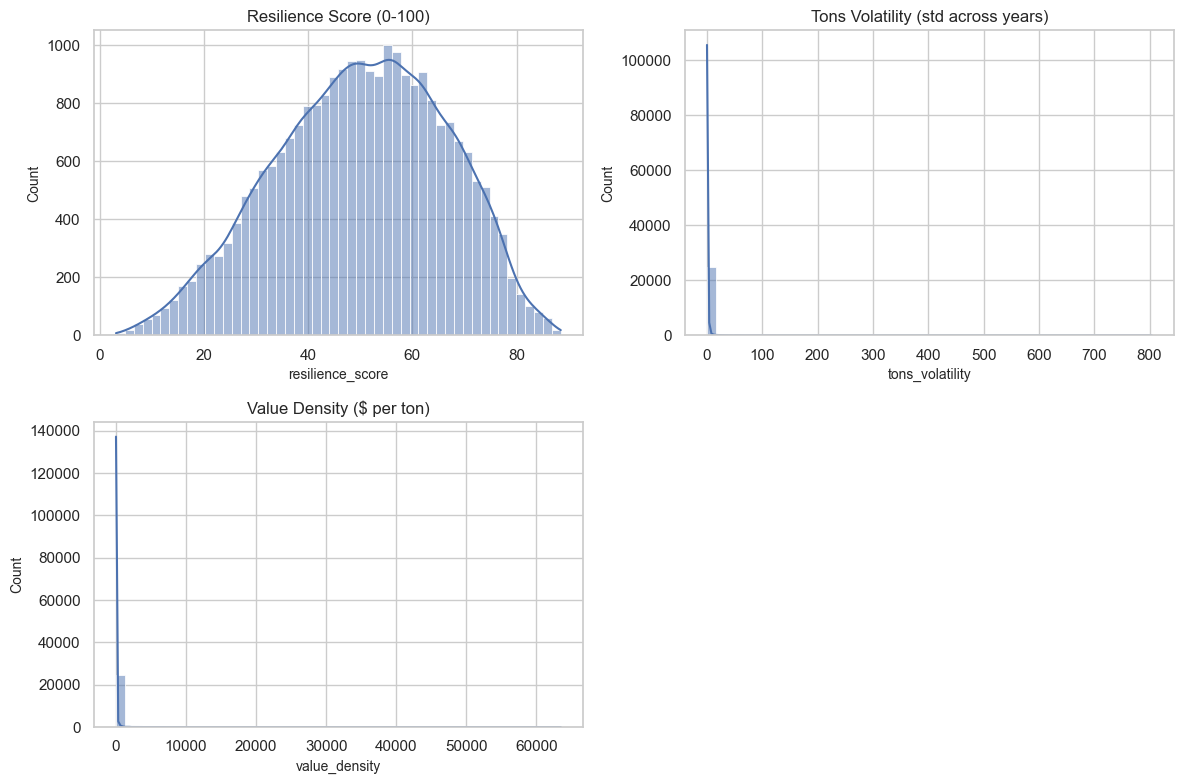 Resilience Score (0-100)
Count
1000
800
600
400
200
0
0 20 40 60 80
resilience_score
Tons Volatility (std across years)
Count
100000
80000
60000
40000
20000
0
0 100 200 300 400 500 600 700 800
tons_volatility
Value Density ($ per ton)
Count
140000
120000
100000
80000
60000
40000
20000
0
0 10000 20000 30000 40000 50000 60000
value_density